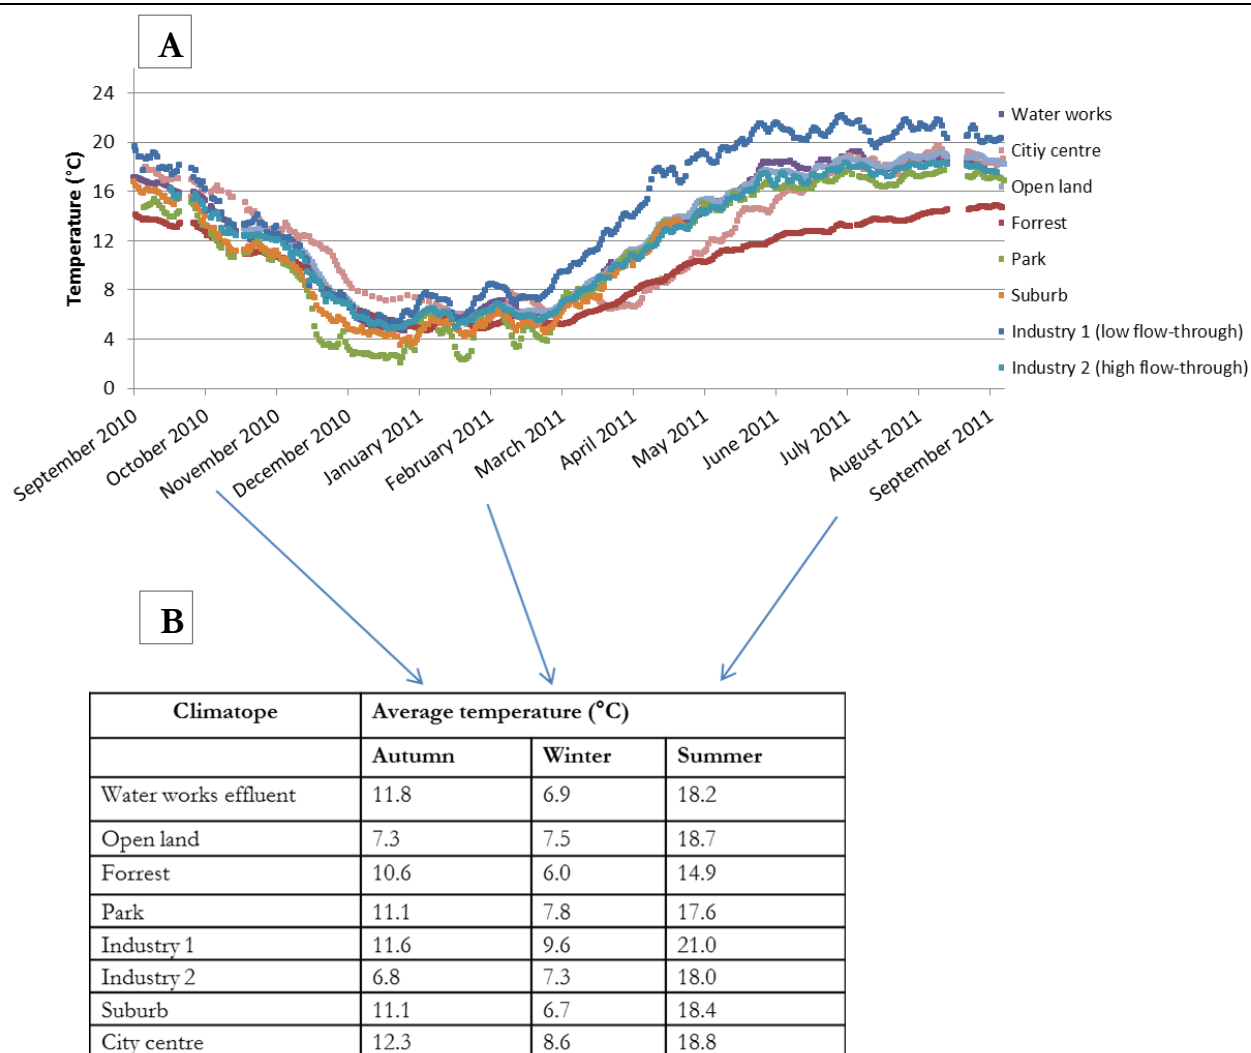 A
24
20
16
12
8
4
0
Temperature (°C)
September 2010
October 2010
November 2010
December 2010
January 2011
February 2011
March 2011
April 2011
May 2011
June 2011
July 2011
August 2011
September 2011
Water works
Citiy centre
Open land
Forrest
Park
Suburb
Industry 1 (low flow-through)
Industry 2 (high flow-through)
B
Climatope Average temperature (°C)
Autumn Winter Summer
Water works effluent 11.8 6.9 18.2
Open land 7.3 7.5 18.7
Forrest 10.6 6.0 14.9
Park 11.1 7.8 17.6
Industry 1 11.6 9.6 21.0
Industry 2 6.8 7.3 18.0
Suburb 11.1 6.7 18.4
City centre 12.3 8.6 18.8